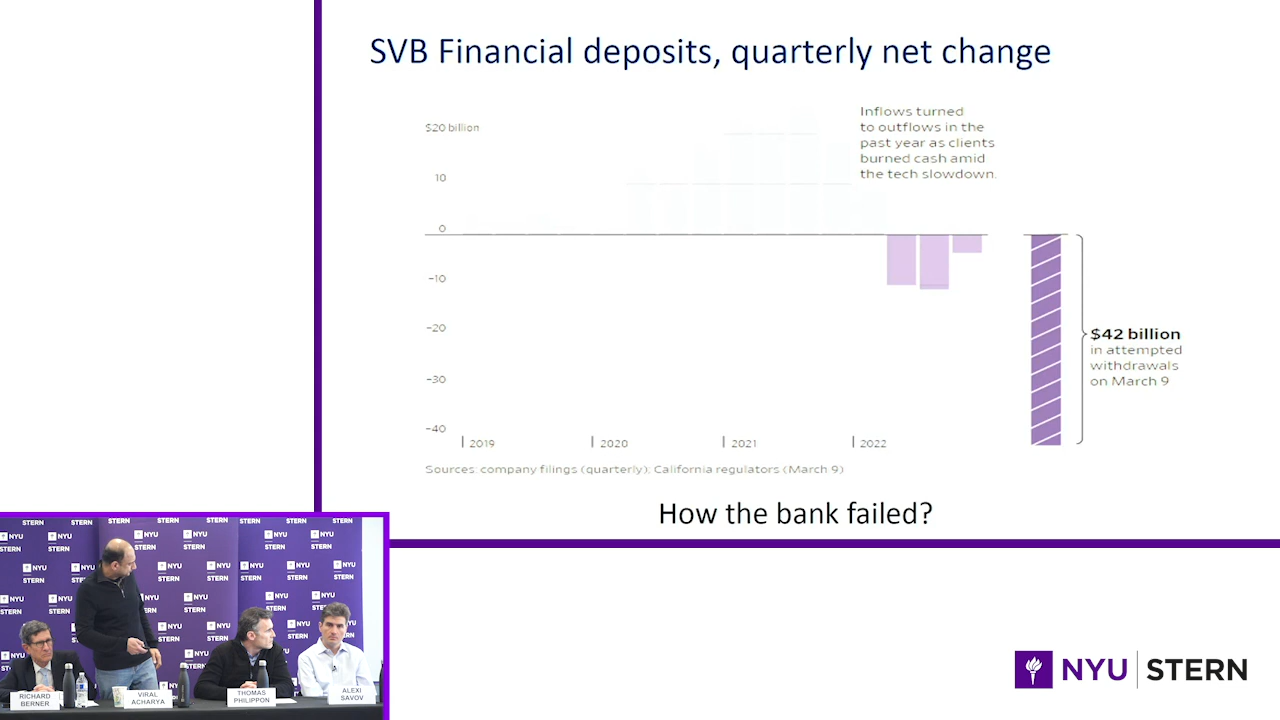 SVB Financial deposits, quarterly net change
$20 billion
10
0
-10
-20
-30
-40
2019
2020
2021
2022
Inflows turned
to outflows in the
past year as clients
burned cash amid
the tech slowdown.
$42 billion
in attempted
withdrawals
on March 9
Sources: company filings (quarterly); California regulators (March 9)
How the bank failed?
NYU STERN
RICHARD
BERNER
VIRAL
ACHARYA
THOMAS
PHILIPPON
ALEXI
SAVOV
NYU | STERN